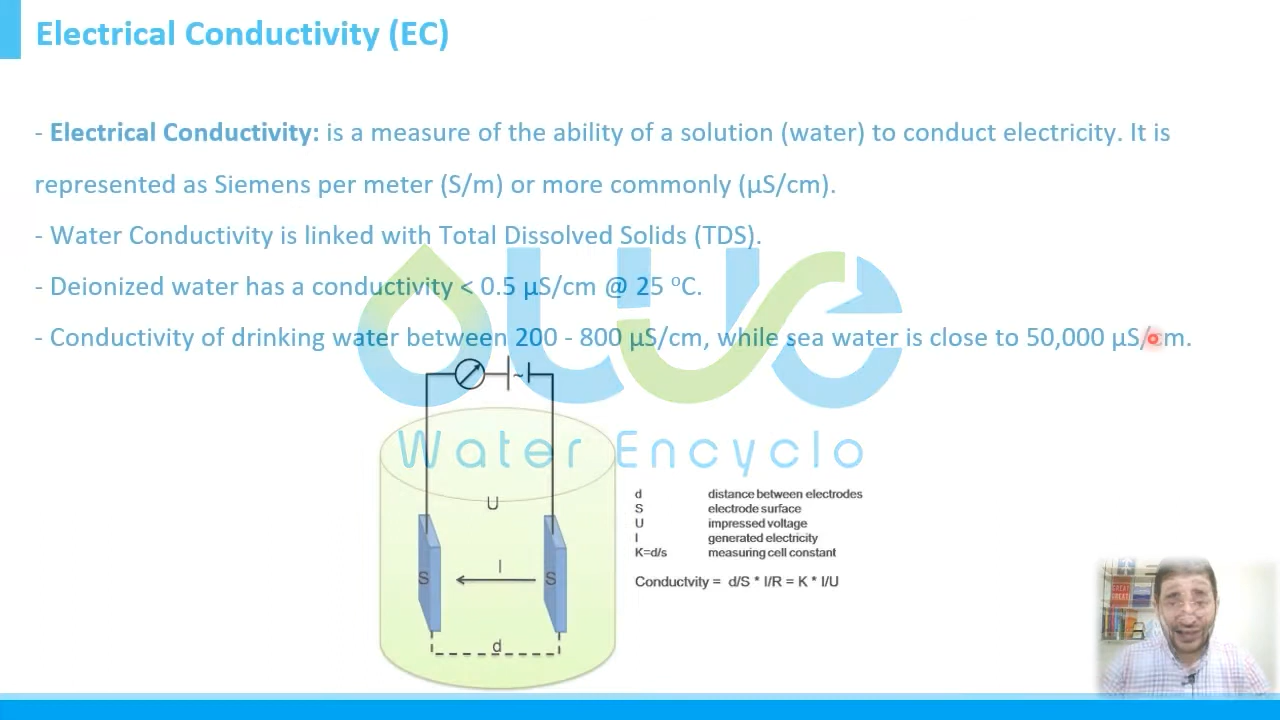 Electrical Conductivity (EC)
- Electrical Conductivity: is a measure of the ability of a solution (water) to conduct electricity. It is
represented as Siemens per meter (S/m) or more commonly (µS/cm).
- Water Conductivity is linked with Total Dissolved Solids (TDS).
- Deionized water has a conductivity < 0.5 µS/cm @ 25 ºC.
- Conductivity of drinking water between 200 - 800 µS/cm, while sea water is close to 50,000 µS/cm.
~
Water Encyclo
U
I
S
S
d
d distance between electrodes
S electrode surface
U impressed voltage
I generated electricity
K=d/s measuring cell constant
Conductvity = d/S * I/R = K * I/U